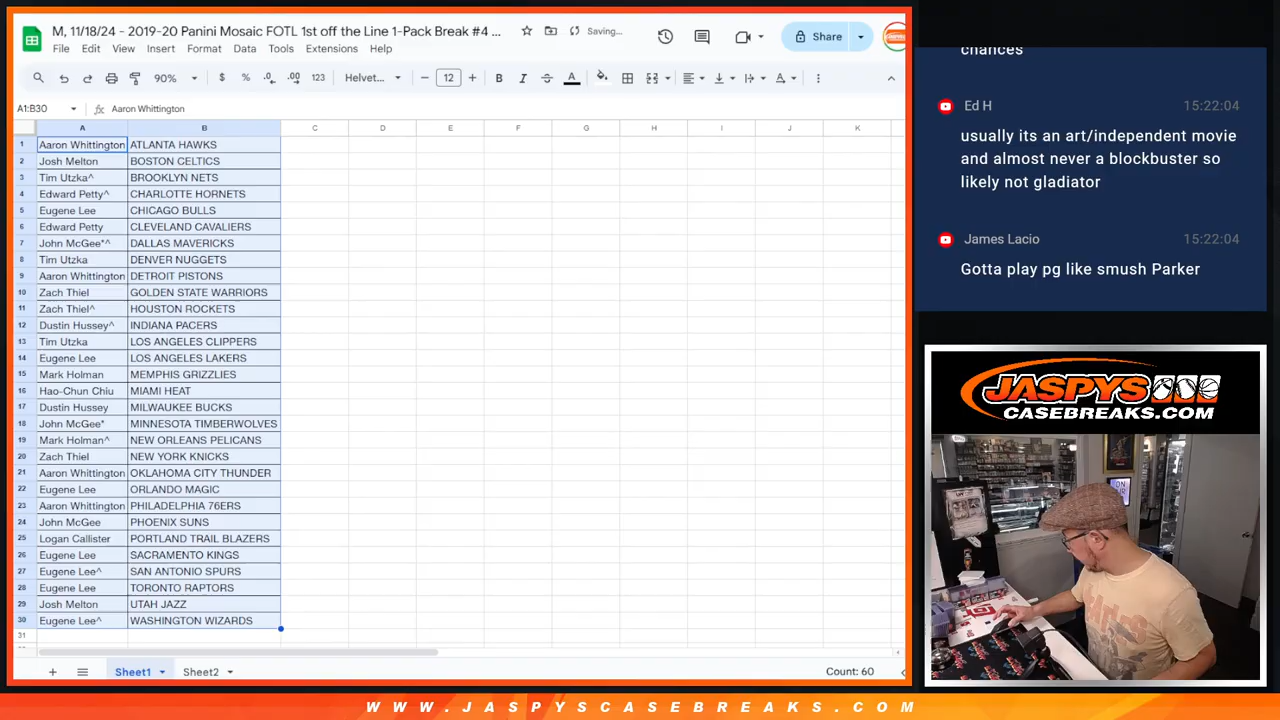 M, 11/18/24 - 2019-20 Panini Mosaic FOTL 1st off the Line 1-Pack Break #4 ...
Saving...
Share
File Edit View Insert Format Data Tools Extensions Help
90% $ % .0 .00 123 Helvet... 12 B I A
A1:B30 fx Aaron Whittington
A B C D E F G H I J K
1 Aaron Whittington ATLANTA HAWKS
2 Josh Melton BOSTON CELTICS
3 Tim Utzka^ BROOKLYN NETS
4 Edward Petty^ CHARLOTTE HORNETS
5 Eugene Lee CHICAGO BULLS
6 Edward Petty CLEVELAND CAVALIERS
7 John McGee*^ DALLAS MAVERICKS
8 Tim Utzka DENVER NUGGETS
9 Aaron Whittington DETROIT PISTONS
10 Zach Thiel GOLDEN STATE WARRIORS
11 Zach Thiel^ HOUSTON ROCKETS
12 Dustin Hussey^ INDIANA PACERS
13 Tim Utzka LOS ANGELES CLIPPERS
14 Eugene Lee LOS ANGELES LAKERS
15 Mark Holman MEMPHIS GRIZZLIES
16 Hao-Chun Chiu MIAMI HEAT
17 Dustin Hussey MILWAUKEE BUCKS
18 John McGee* MINNESOTA TIMBERWOLVES
19 Mark Holman^ NEW ORLEANS PELICANS
20 Zach Thiel NEW YORK KNICKS
21 Aaron Whittington OKLAHOMA CITY THUNDER
22 Eugene Lee ORLANDO MAGIC
23 Aaron Whittington PHILADELPHIA 76ERS
24 John McGee PHOENIX SUNS
25 Logan Callister PORTLAND TRAIL BLAZERS
26 Eugene Lee SACRAMENTO KINGS
27 Eugene Lee^ SAN ANTONIO SPURS
28 Eugene Lee TORONTO RAPTORS
29 Josh Melton UTAH JAZZ
30 Eugene Lee^ WASHINGTON WIZARDS
31
Sheet1 Sheet2 Count: 60
chances
Ed H 15:22:04
usually its an art/independent movie
and almost never a blockbuster so
likely not gladiator
James Lacio 15:22:04
Gotta play pg like smush Parker
JASPYS
CASEBREAKS.COM
WWW.JASPYSCASEBREAKS.COM